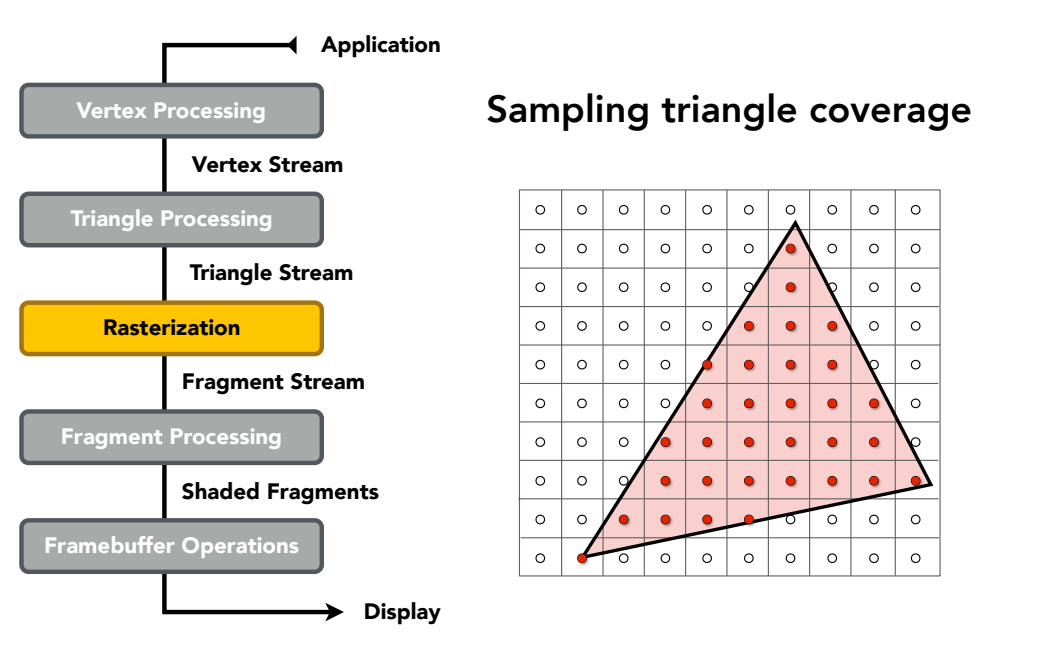 Application
Vertex Processing
Vertex Stream
Triangle Processing
Triangle Stream
Rasterization
Fragment Stream
Fragment Processing
Shaded Fragments
Framebuffer Operations
Display
Sampling triangle coverage